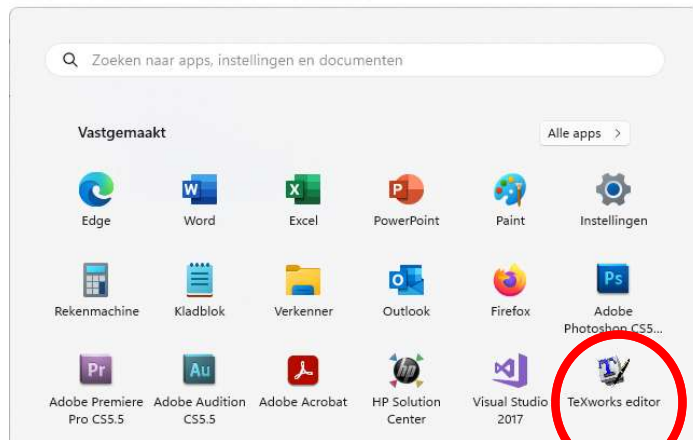 Zoeken naar apps, instellingen en documenten
Vastgemaakt
Alle apps
Edge
Word
Excel
PowerPoint
Paint
Instellingen
Rekenmachine
Kladblok
Verkenner
Outlook
Firefox
Adobe
Photoshop CS5...
Adobe Premiere
Pro CS5.5
Adobe Audition
CS5.5
Adobe Acrobat
HP Solution
Center
Visual Studio
2017
TeXworks editor